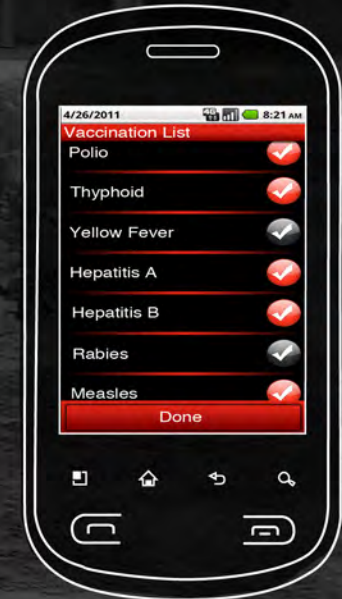 4/26/2011 8:21 AM
Vaccination List
Polio
Thyphoid
Yellow Fever
Hepatitis A
Hepatitis B
Rabies
Measles
Done